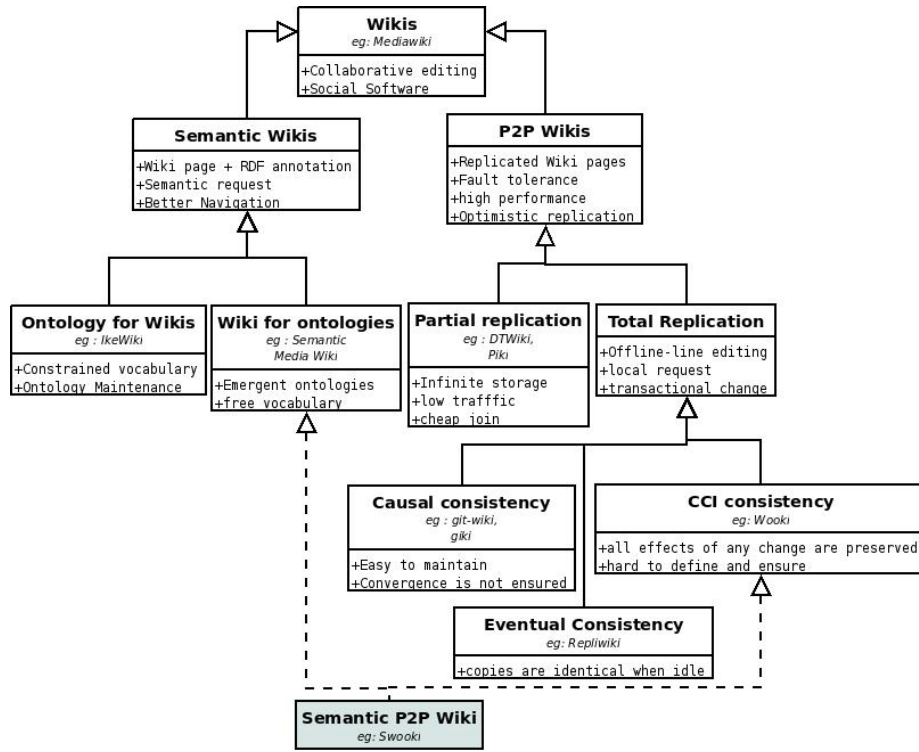 Wikis
eg: Mediawiki
+Collaborative editing
+Social Software
Semantic Wikis
+Wiki page + RDF annotation
+Semantic request
+Better Navigation
P2P Wikis
+Replicated Wiki pages
+Fault tolerance
+high performance
+Optimistic replication
Ontology for Wikis
eg : IkeWiki
+Constrained vocabulary
+Ontology Maintenance
Wiki for ontologies
eg : Semantic
Media Wiki
+Emergent ontologies
+free vocabulary
Partial replication
eg : DTWiki,
Piki
+Infinite storage
+low trafffic
+cheap join
Total Replication
+Offline-line editing
+local request
+transactional change
Causal consistency
eg : git-wiki,
giki
+Easy to maintain
+Convergence is not ensured
CCI consistency
eg: Wooki
+all effects of any change are preserved
+hard to define and ensure
Eventual Consistency
eg: Repliwiki
+copies are identical when idle
Semantic P2P Wiki
eg: Swooki